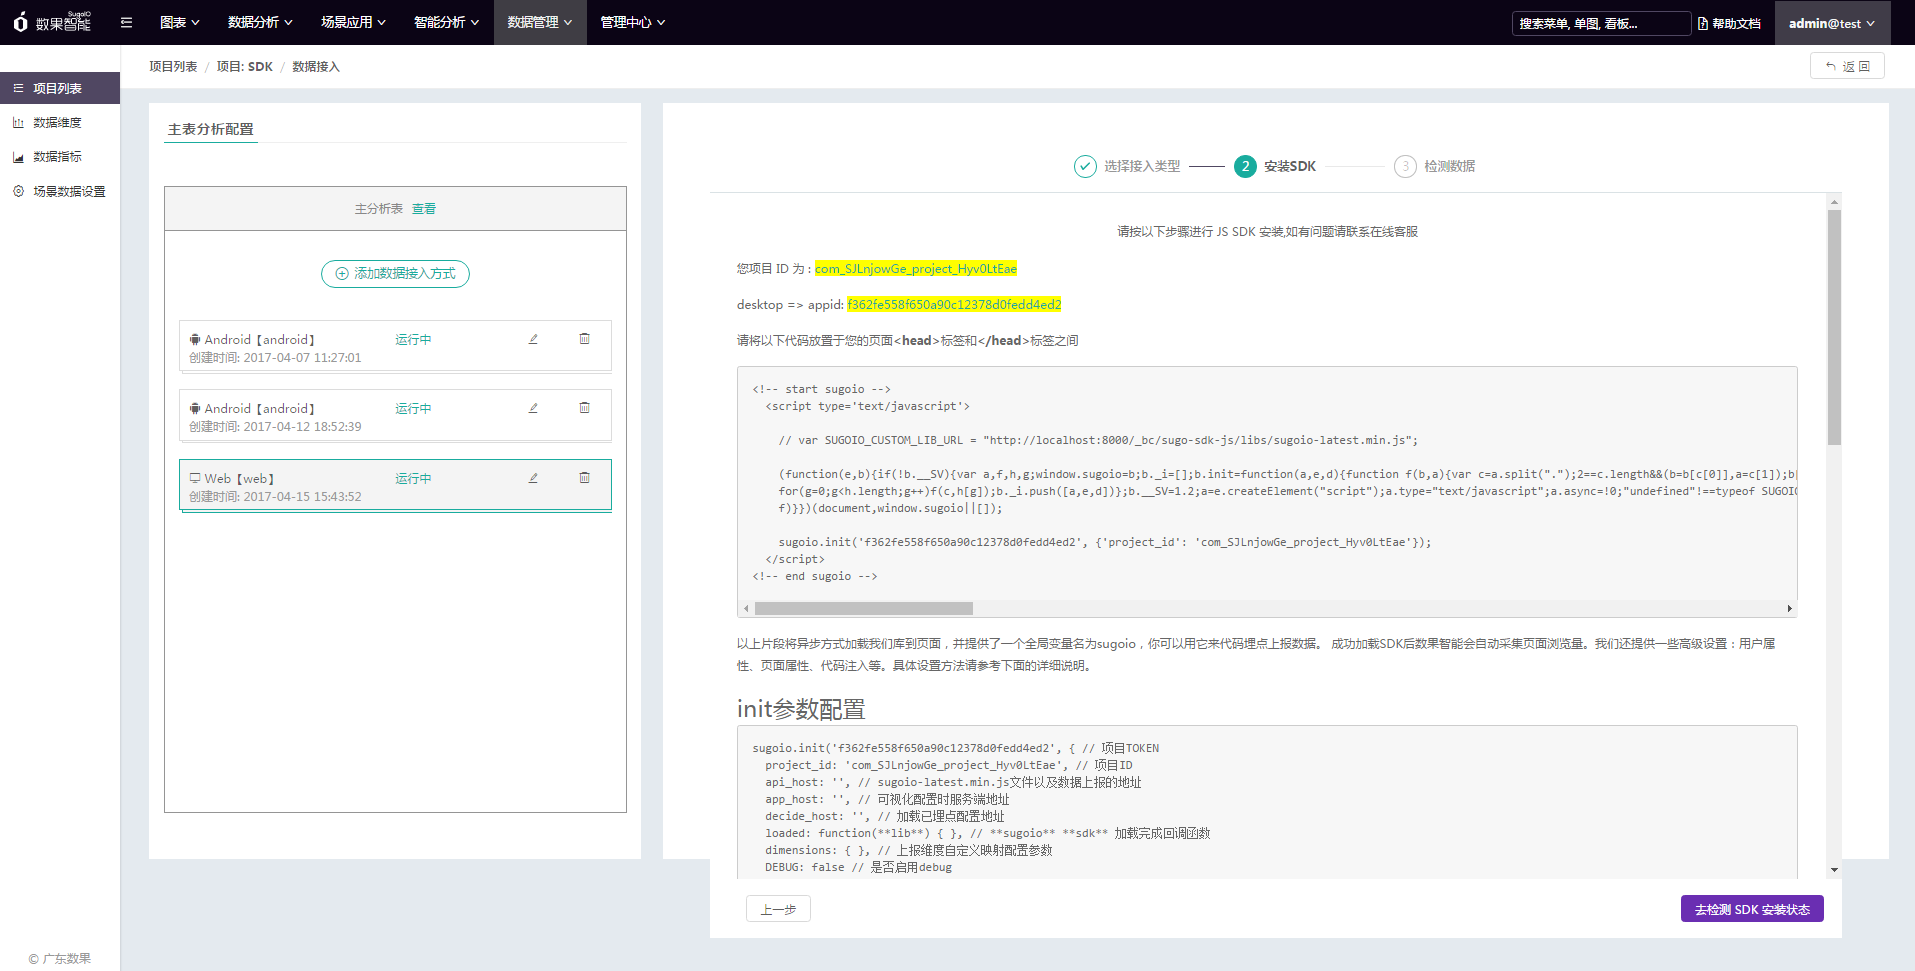 SugoIO
数果智能
图表
数据分析
场景应用
智能分析
数据管理
管理中心
搜索菜单, 单图, 看板...
帮助文档
admin@test
项目列表
数据维度
数据指标
场景数据设置
© 广东数果
项目列表 / 项目: SDK / 数据接入
返 回
主表分析配置
主分析表 查看
添加数据接入方式
Android【android】 运行中
创建时间: 2017-04-07 11:27:01
Android【android】 运行中
创建时间: 2017-04-12 18:52:39
Web【web】 运行中
创建时间: 2017-04-15 15:43:52
选择接入类型 2 安装SDK 3 检测数据
请按以下步骤进行 JS SDK 安装,如有问题请联系在线客服
您项目 ID 为 : com_SJLnjowGe_project_Hyv0LtEae
desktop => appid: f362fe558f650a90c12378d0fedd4ed2
请将以下代码放置于您的页面<head>标签和</head>标签之间
<!-- start sugoio -->
<script type='text/javascript'>
// var SUGOIO_CUSTOM_LIB_URL = "http://localhost:8000/_bc/sugo-sdk-js/libs/sugoio-latest.min.js";
(function(e,b){if(!b.__SV){var a,f,h,g;window.sugoio=b;b._i=[];b.init=function(a,e,d){function f(b,a){var c=a.split(".");2==c.length&&(b=b[c[0]],a=c[1]);b[
for(g=0;g<h.length;g++)f(c,h[g]);b._i.push([a,e,d])};b.__SV=1.2;a=e.createElement("script");a.type="text/javascript";a.async=!0;"undefined"!==typeof SUGOIO
f)}})(document,window.sugoio||[]);
sugoio.init('f362fe558f650a90c12378d0fedd4ed2', {'project_id': 'com_SJLnjowGe_project_Hyv0LtEae'});
</script>
<!-- end sugoio -->
以上片段将异步方式加载我们库到页面，并提供了一个全局变量名为sugoio，你可以用它来代码埋点上报数据。 成功加载SDK后数果智能会自动采集页面浏览量。我们还提供一些高级设置：用户属
性、页面属性、代码注入等。具体设置方法请参考下面的详细说明。
init参数配置
sugoio.init('f362fe558f650a90c12378d0fedd4ed2', { // 项目TOKEN
project_id: 'com_SJLnjowGe_project_Hyv0LtEae', // 项目ID
api_host: '', // sugoio-latest.min.js文件以及数据上报的地址
app_host: '', // 可视化配置时服务端地址
decide_host: '', // 加载已埋点配置地址
loaded: function(**lib**) { }, // **sugoio** **sdk** 加载完成回调函数
dimensions: { }, // 上报维度自定义映射配置参数
DEBUG: false // 是否启用debug
上一步
去检测 SDK 安装状态